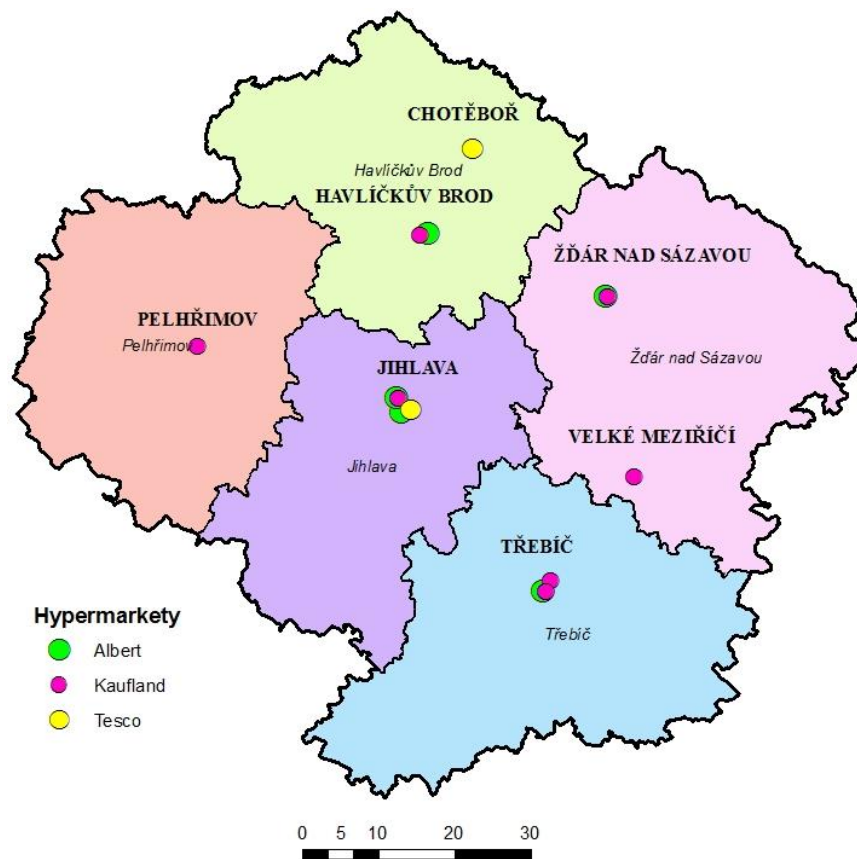 CHOTĚBOŘ
Havlíčkův Brod
HAVLÍČKŮV BROD
ŽĎÁR NAD SÁZAVOU
PELHŘIMOV
Pelhřimov
Žďár nad Sázavou
JIHLAVA
VELKÉ MEZIŘÍČÍ
Jihlava
TŘEBÍČ
Třebíč
Hypermarkety
Albert
Kaufland
Tesco
0 5 10 20 30